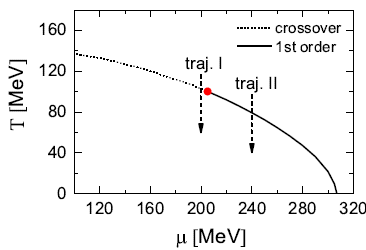 crossover
1st order
traj. I
traj. II
T [MeV]
160
120
80
40
0
120
160
200
240
280
320
μ [MeV]